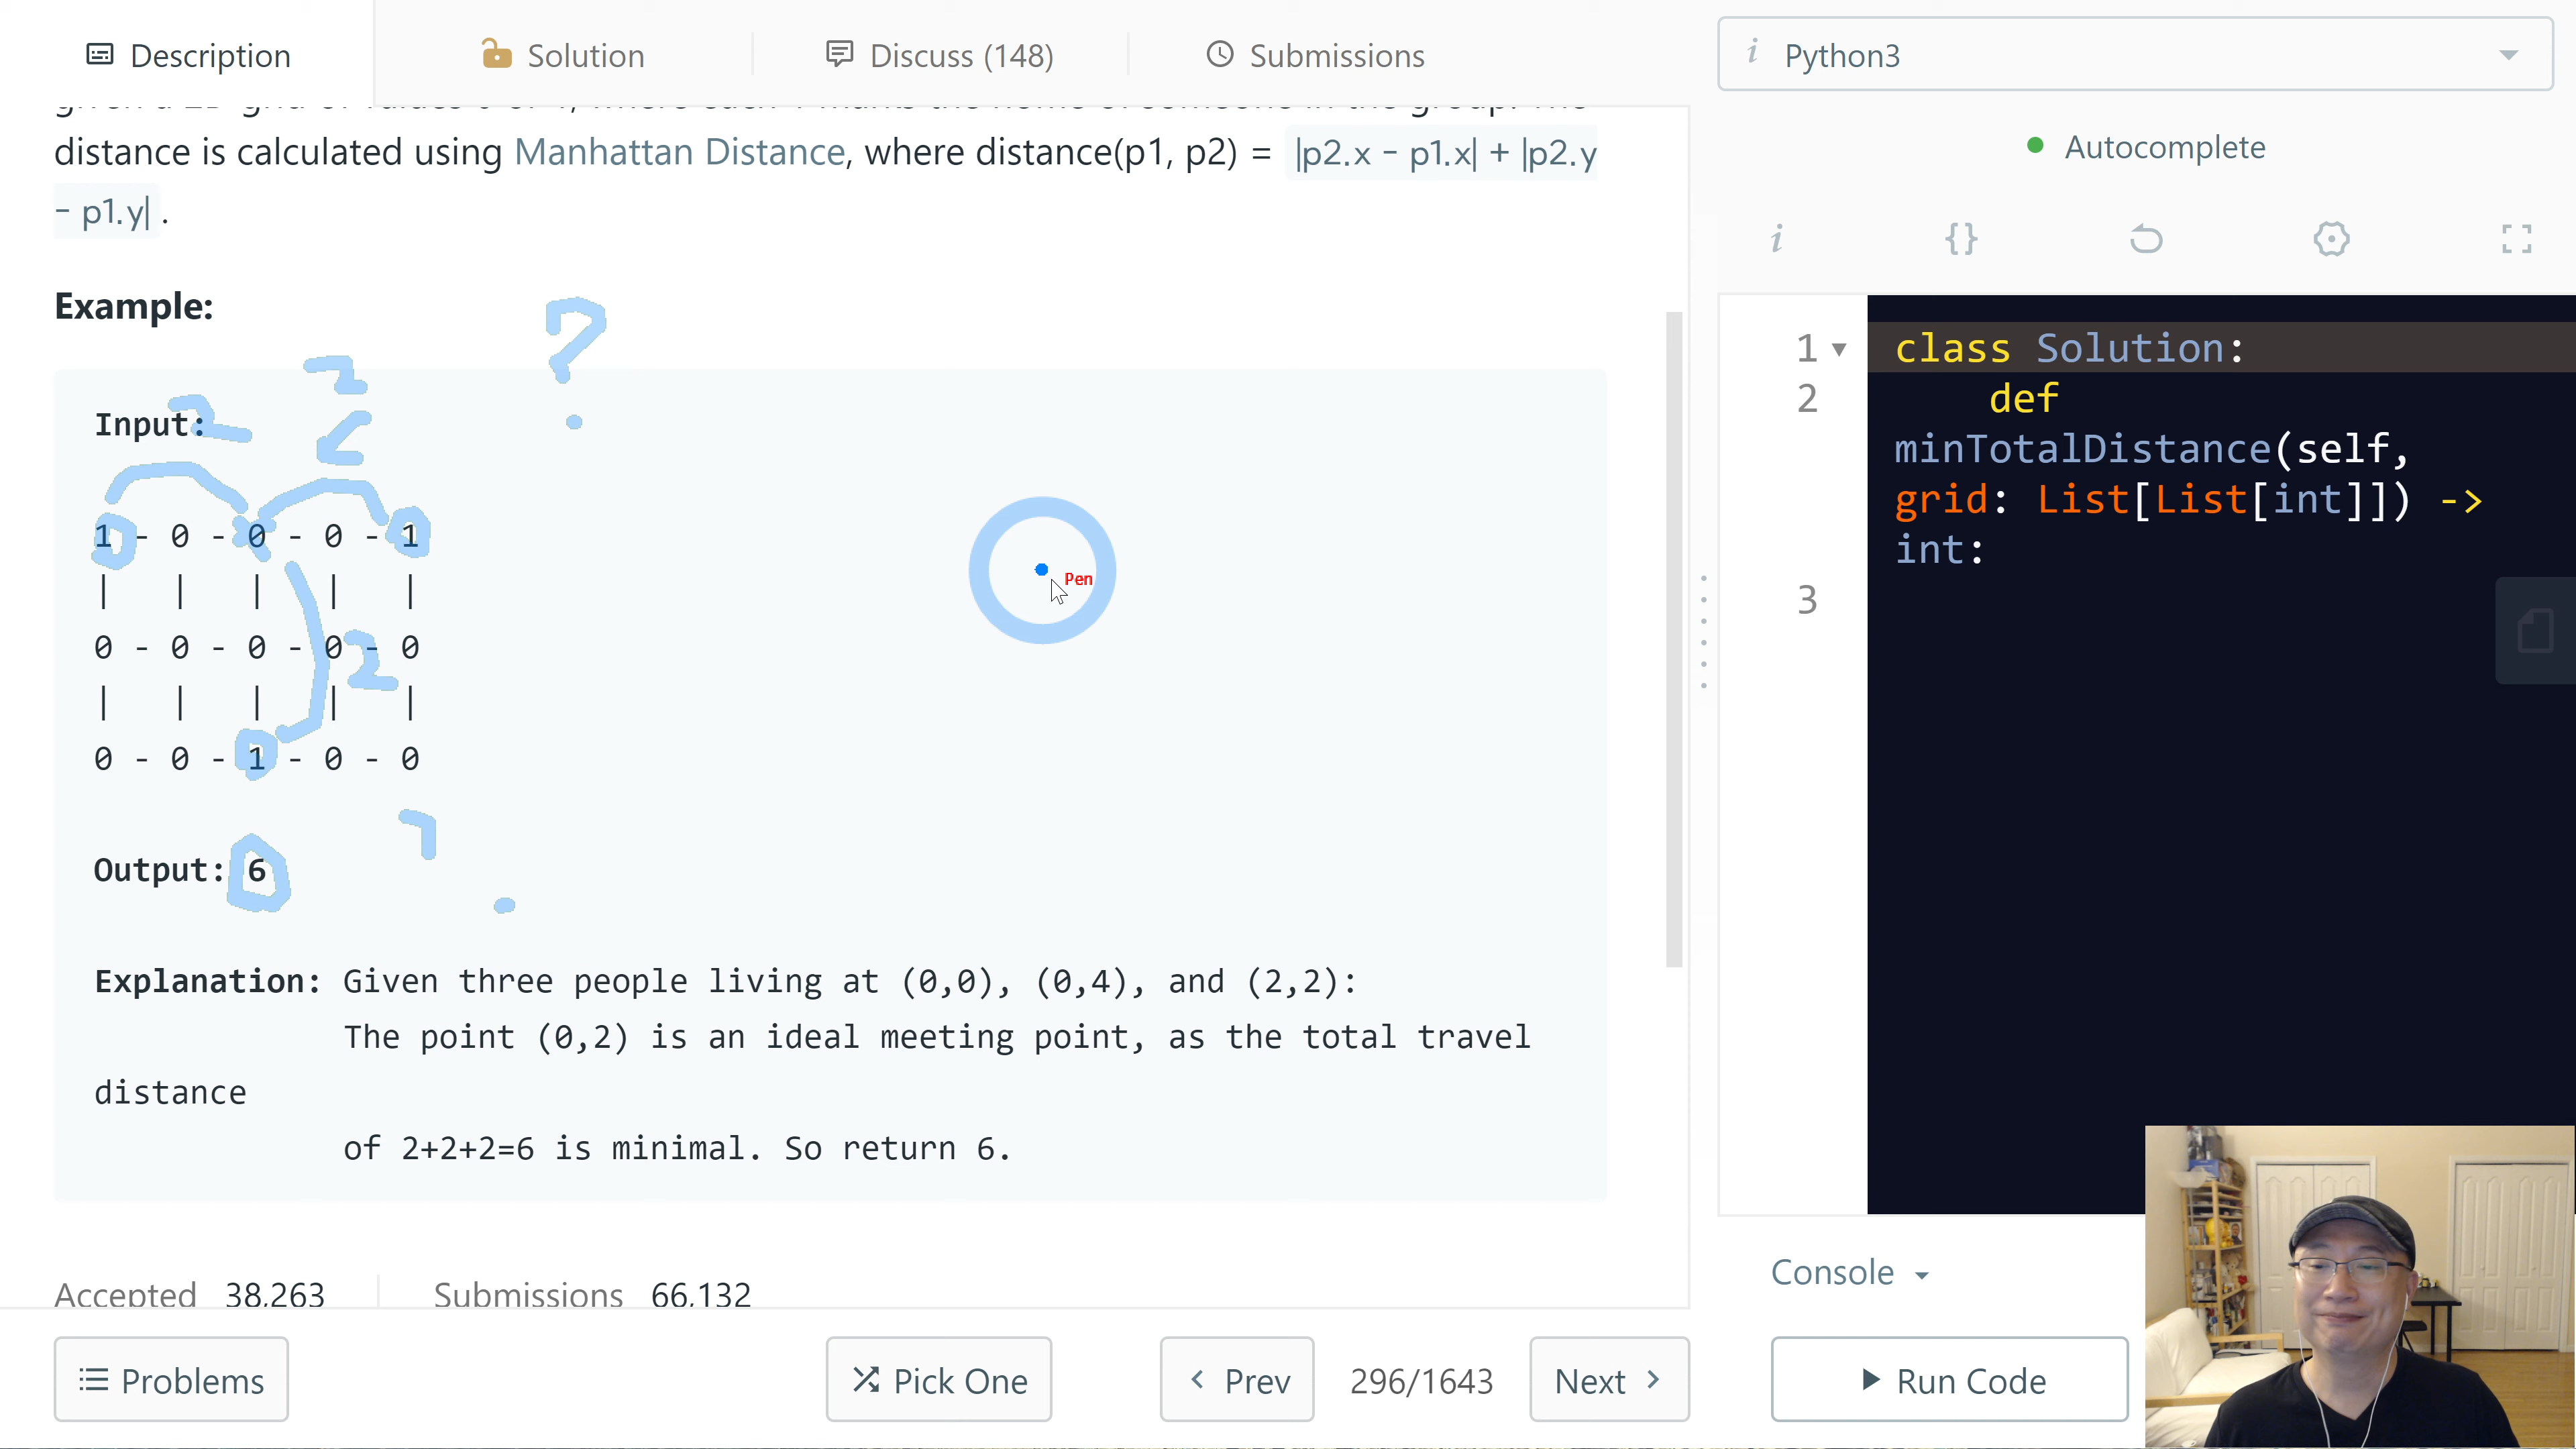 Description
Solution
Discuss (148)
Submissions
distance is calculated using Manhattan Distance, where distance(p1, p2) = |p2.x - p1.x| + |p2.y
- p1.y| .
Example:
?
2
2
2
Input:
1 - 0 - 0 - 0 - 1
|   |   |   |   |
0 - 0 - 0 - 0 - 0
2
|   |   |   |   |
0 - 0 - 1 - 0 - 0
Output: 6
Explanation: Given three people living at (0,0), (0,4), and (2,2):
The point (0,2) is an ideal meeting point, as the total travel
distance
of 2+2+2=6 is minimal. So return 6.
Accepted 38,263
Submissions 66,132
Problems
Pick One
< Prev
296/1643
Next >
Pen
i Python3
Autocomplete
i
{}
1 class Solution:
2 def
minTotalDistance(self,
grid: List[List[int]]) ->
int:
3
Console
Run Code